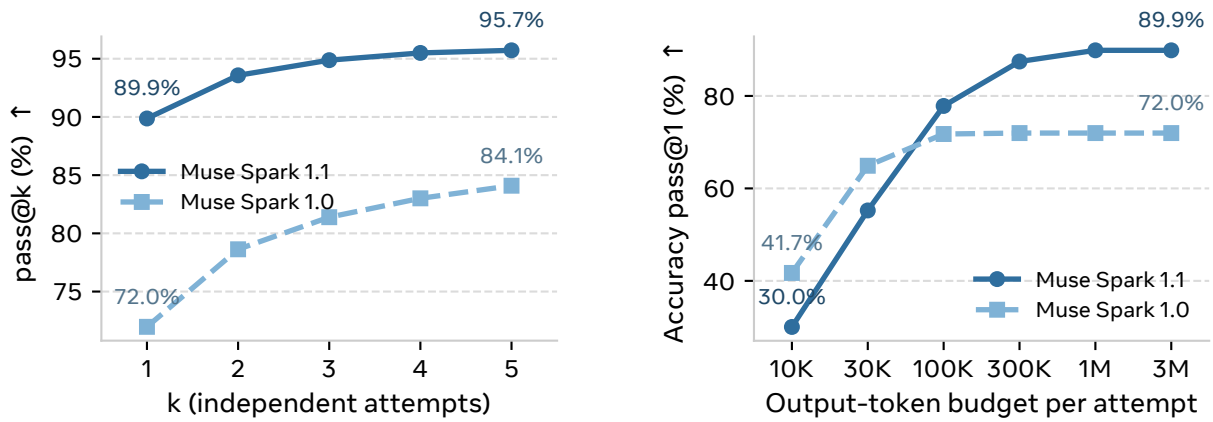 95.7%
95
89.9%
90
pass@k (%) ↑
85
84.1%
Muse Spark 1.1
Muse Spark 1.0
80
75
72.0%
1 2 3 4 5
k (independent attempts)
89.9%
Accuracy pass@1 (%) ↑
80
72.0%
60
41.7%
40
30.0%
Muse Spark 1.1
Muse Spark 1.0
10K 30K 100K 300K 1M 3M
Output-token budget per attempt